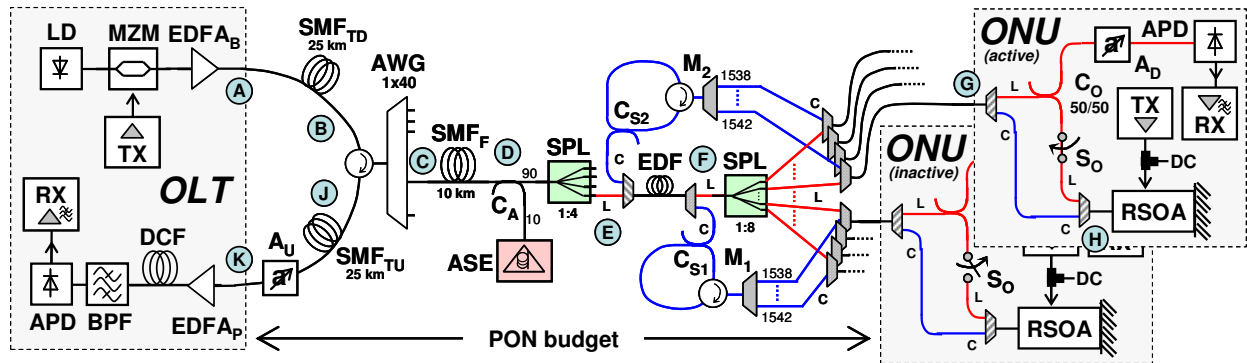 LD
MZM
EDFA_B
TX
OLT
RX
DCF
APD
BPF
EDFA_P
A_U
A
K
SMF_TD
25 km
B
J
SMF_TU
25 km
AWG
1x40
C
SMF_F
10 km
D
C_A
90
10
ASE
SPL
1:4
L
E
C_S2
C
EDF
M_2
1538
1542
F
L
C
SPL
1:8
L
C
C
C_S1
M_1
1538
1542
PON budget
G
ONU
(active)
APD
A_D
L
C_O
50/50
TX
RX
S_O
DC
C
L
C
RSOA
H
ONU
(inactive)
L
C
S_O
L
DC
C
RSOA